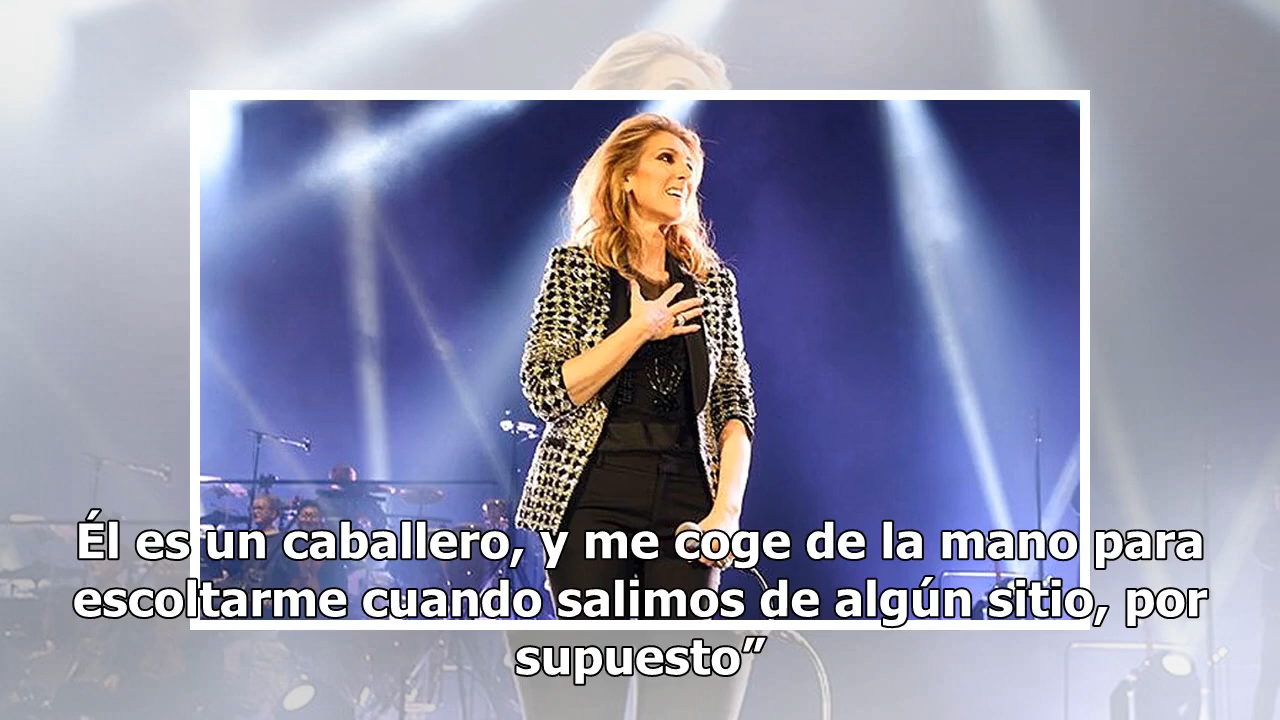 Él es un caballero, y me coge de la mano para
escoltarme cuando salimos de algún sitio, por
supuesto”